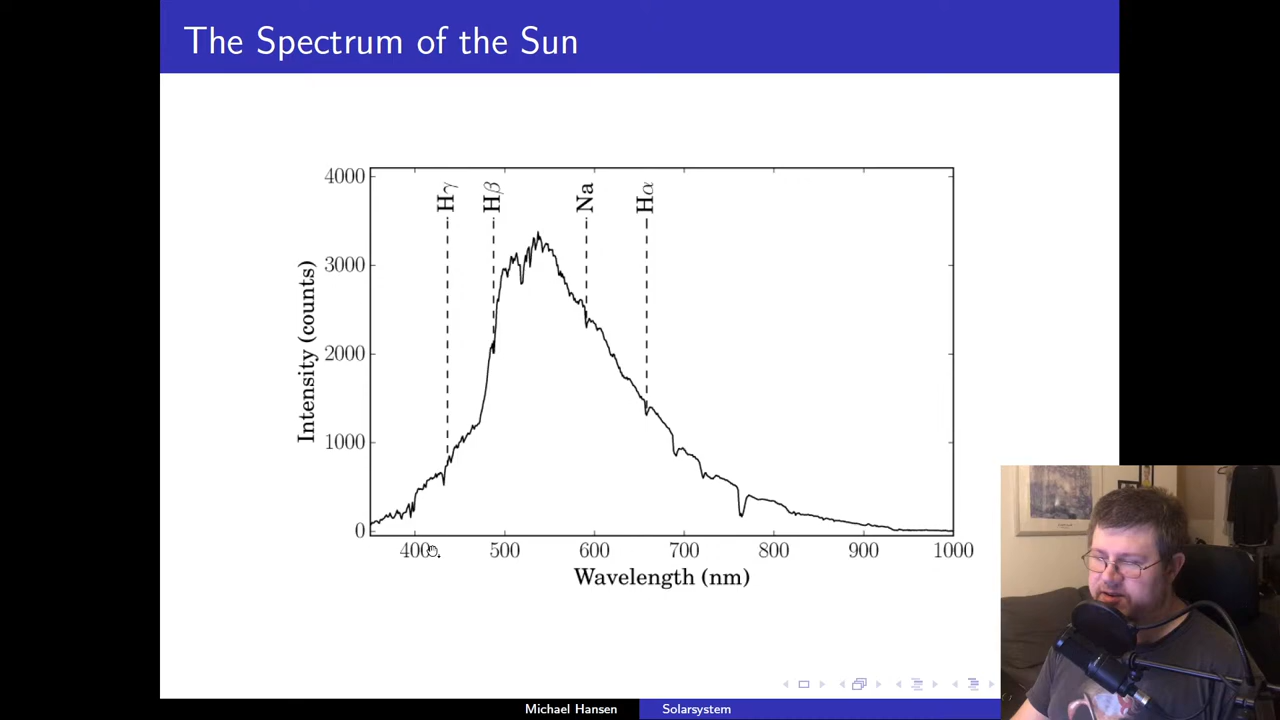 The Spectrum of the Sun
4000
3000
2000
1000
0
Intensity (counts)
Hγ
Hβ
Na
Hα
400 500 600 700 800 900 1000
Wavelength (nm)
Michael Hansen Solarsystem